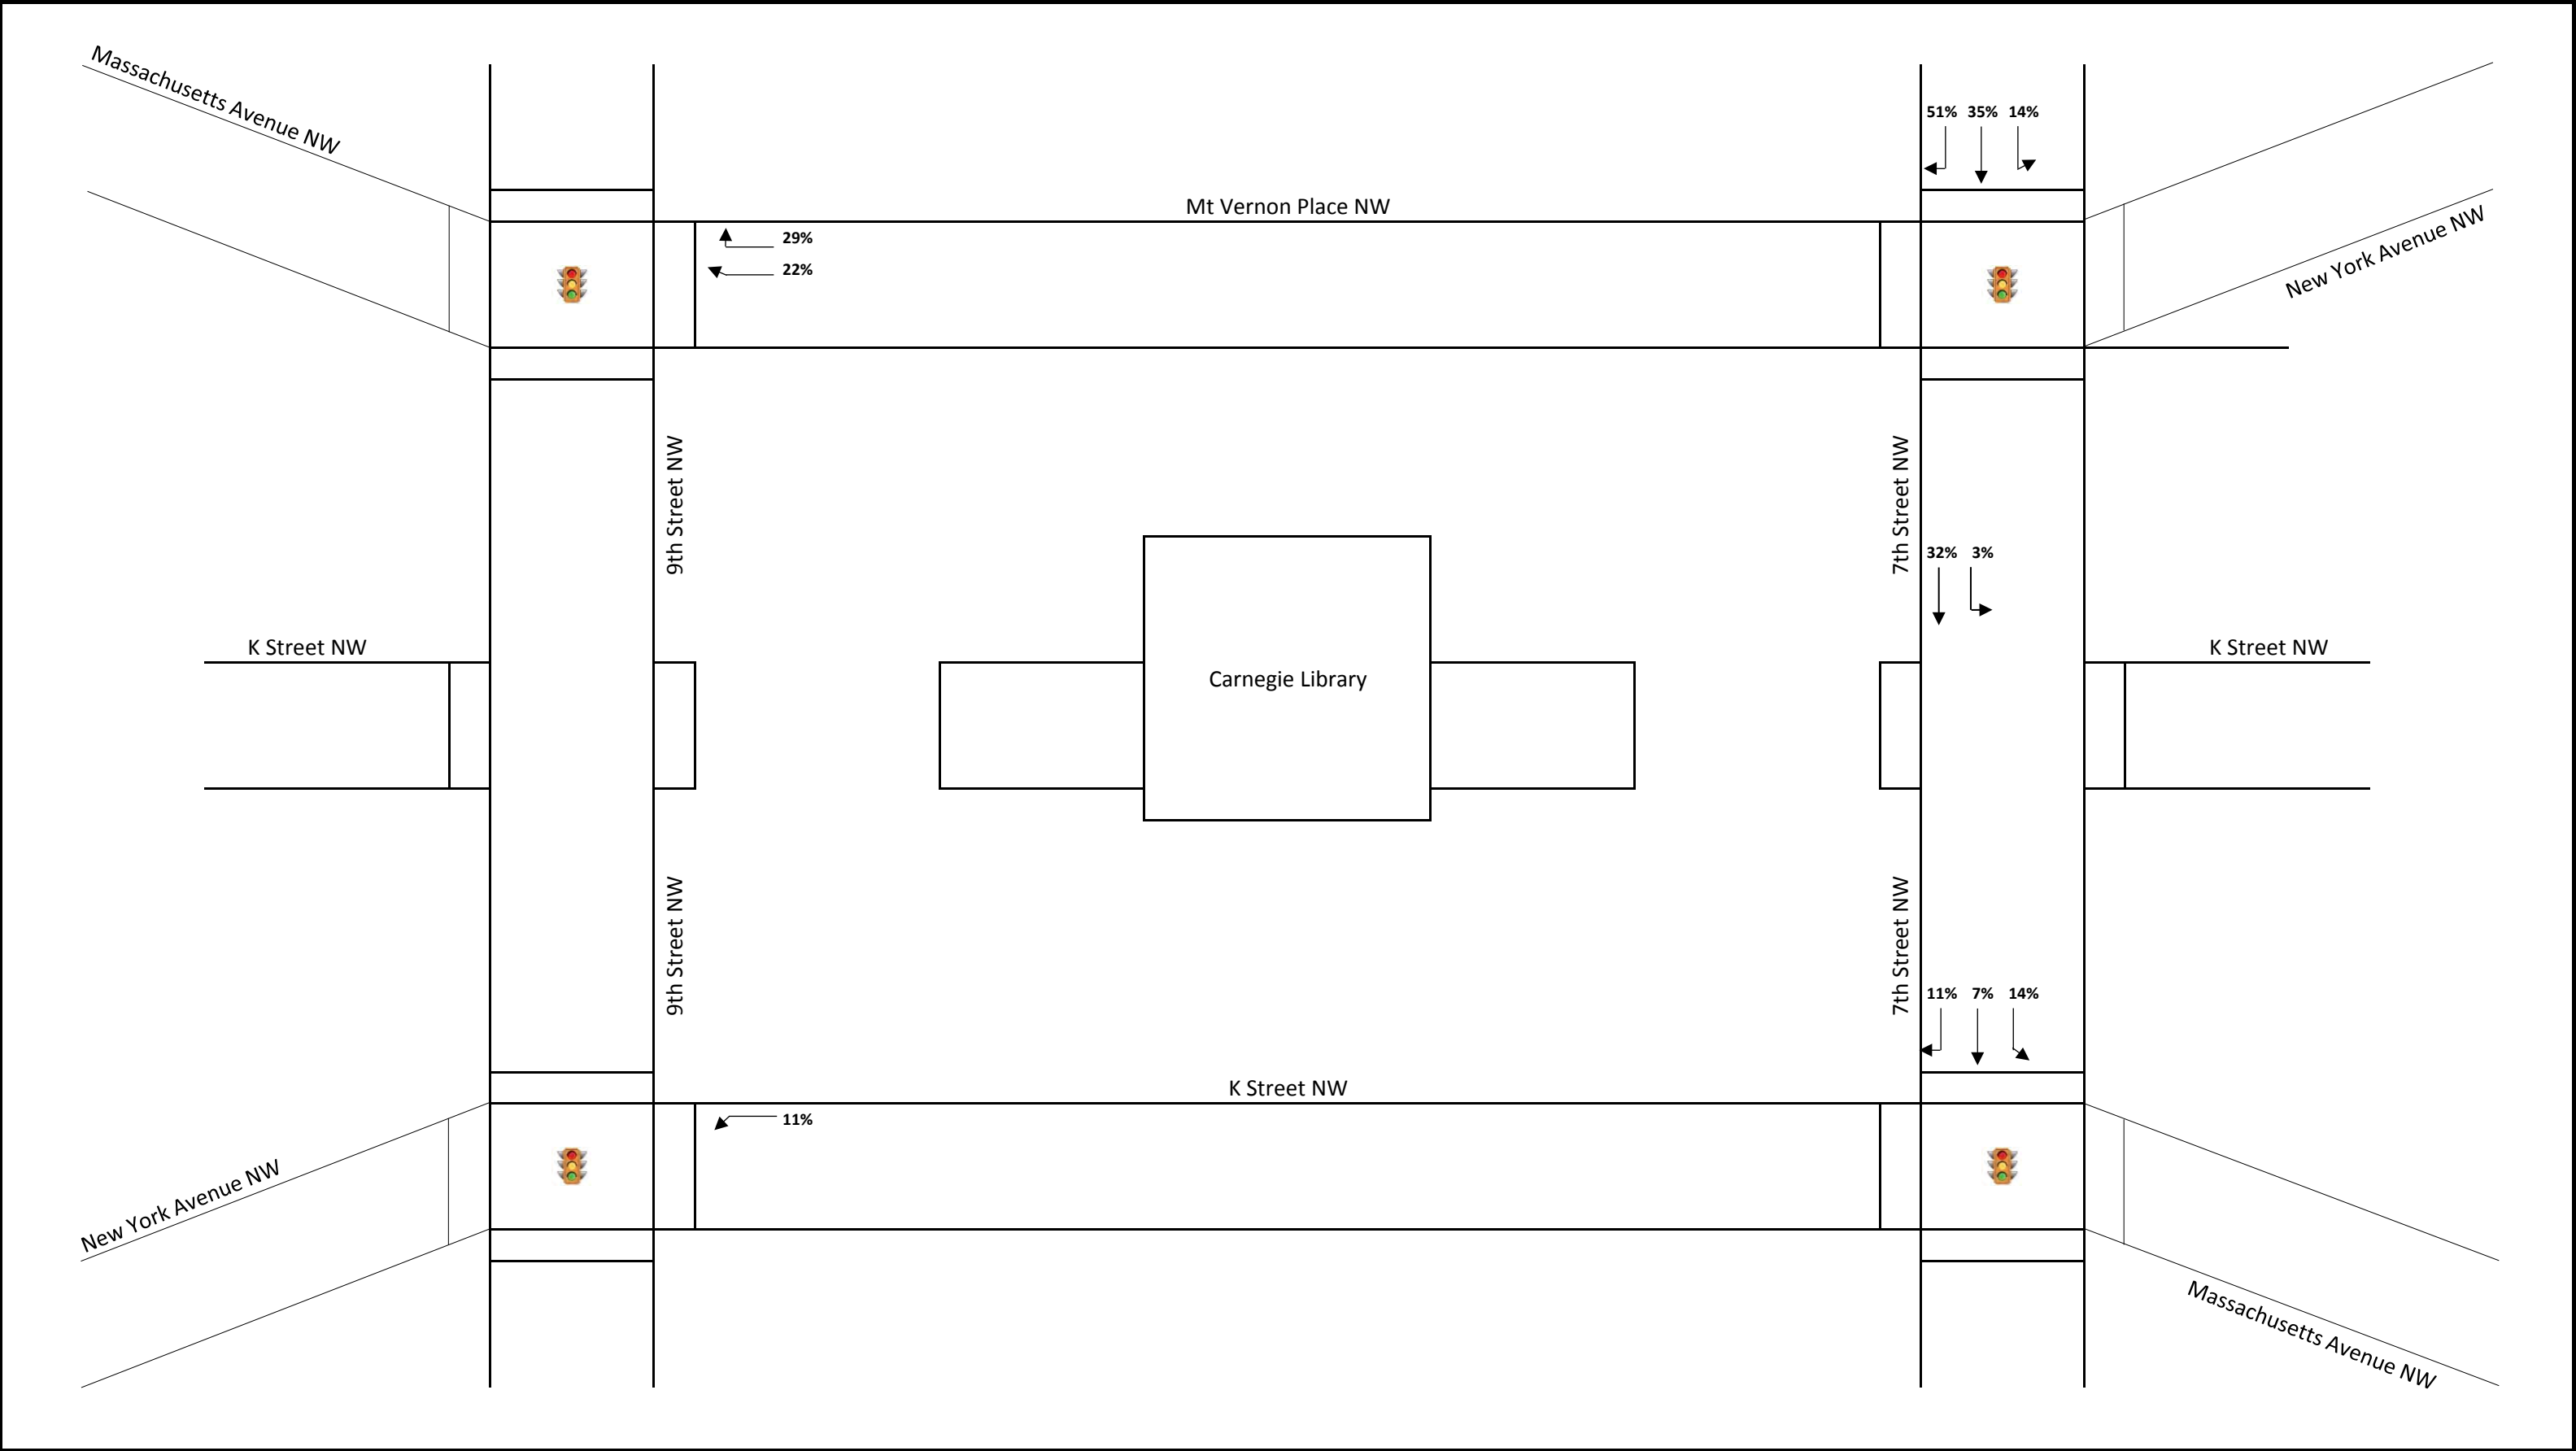 Massachusetts Avenue NW
51% 35% 14%
Mt Vernon Place NW
29%
22%
New York Avenue NW
9th Street NW
7th Street NW
32% 3%
K Street NW
Carnegie Library
K Street NW
9th Street NW
7th Street NW
11% 7% 14%
K Street NW
11%
New York Avenue NW
Massachusetts Avenue NW